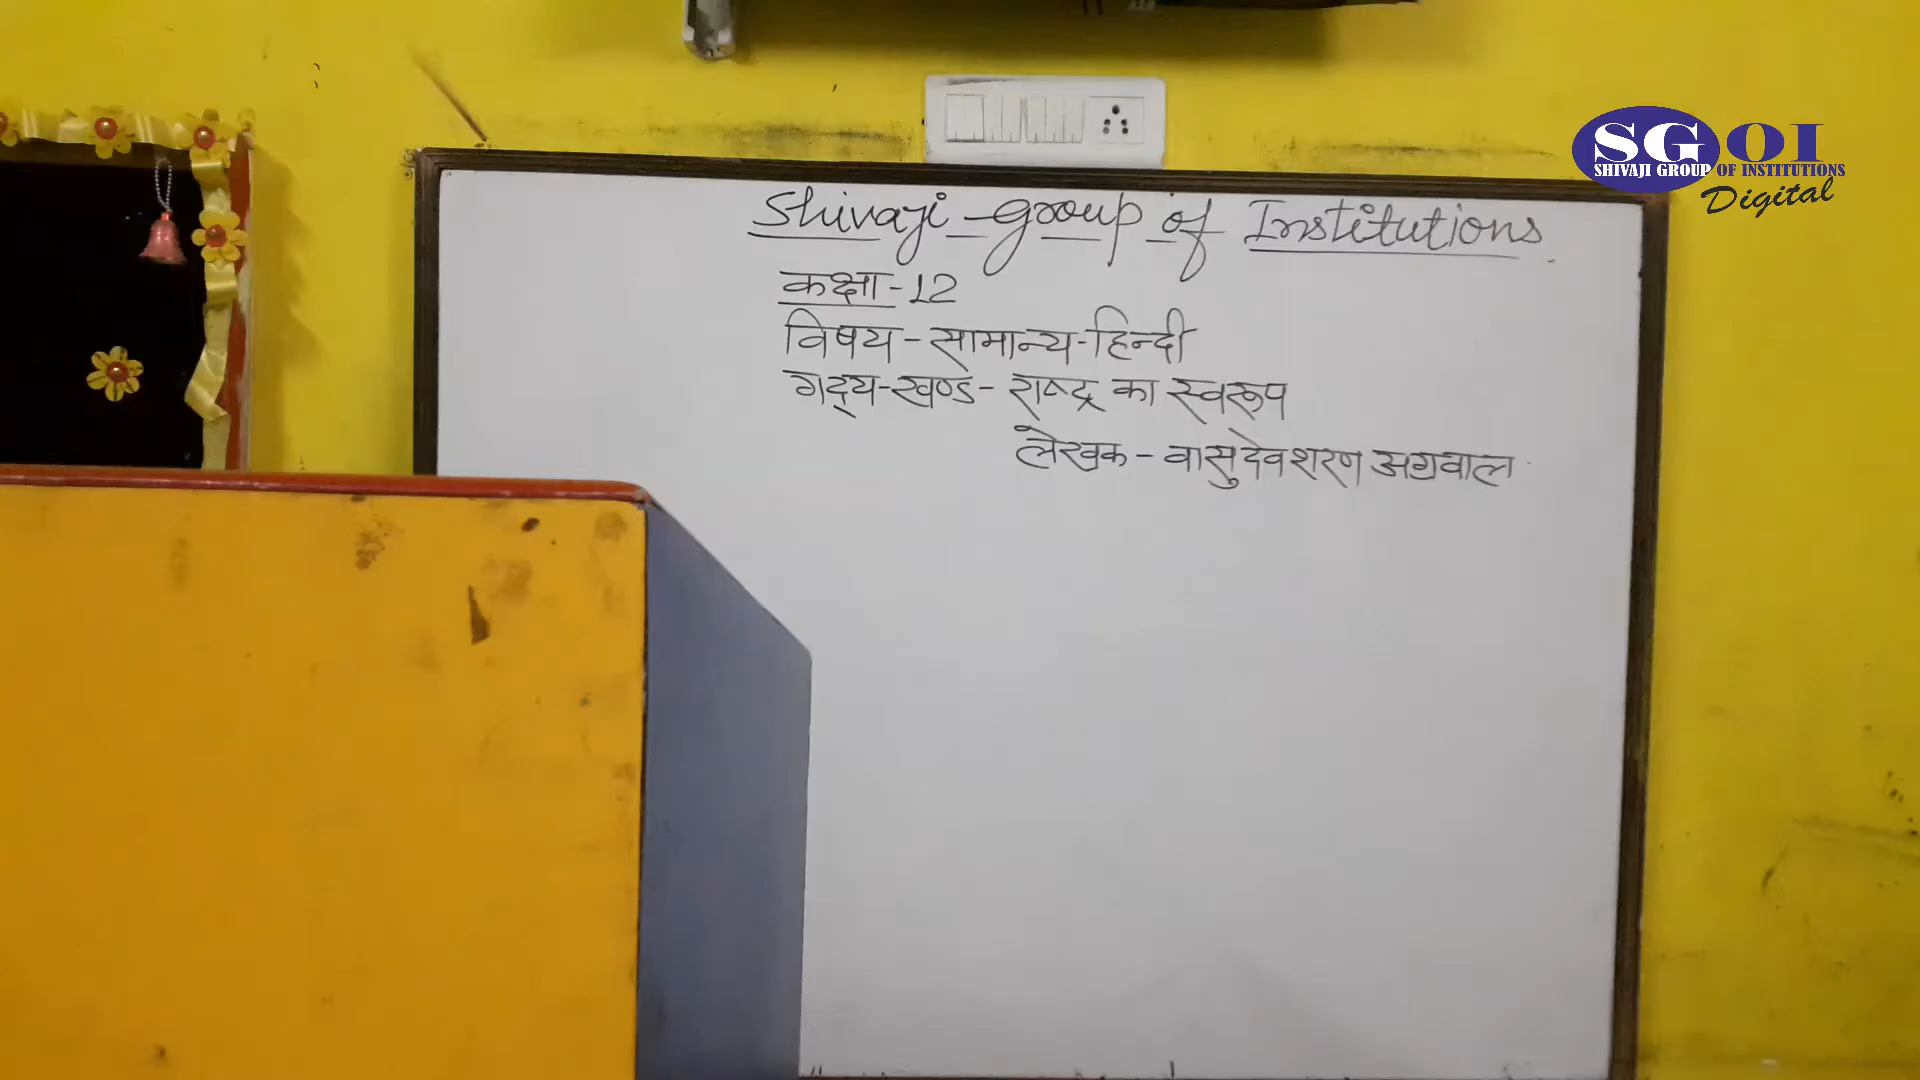 SGOI
SHIVAJI GROUP OF INSTITUTIONS
Digital
Shivaji Group of Institutions.
कक्षा - 12
विषय - सामान्य-हिन्दी
गद्य-खण्ड - राष्ट्र का स्वरूप
लेखक - वासुदेवशरण अग्रवाल